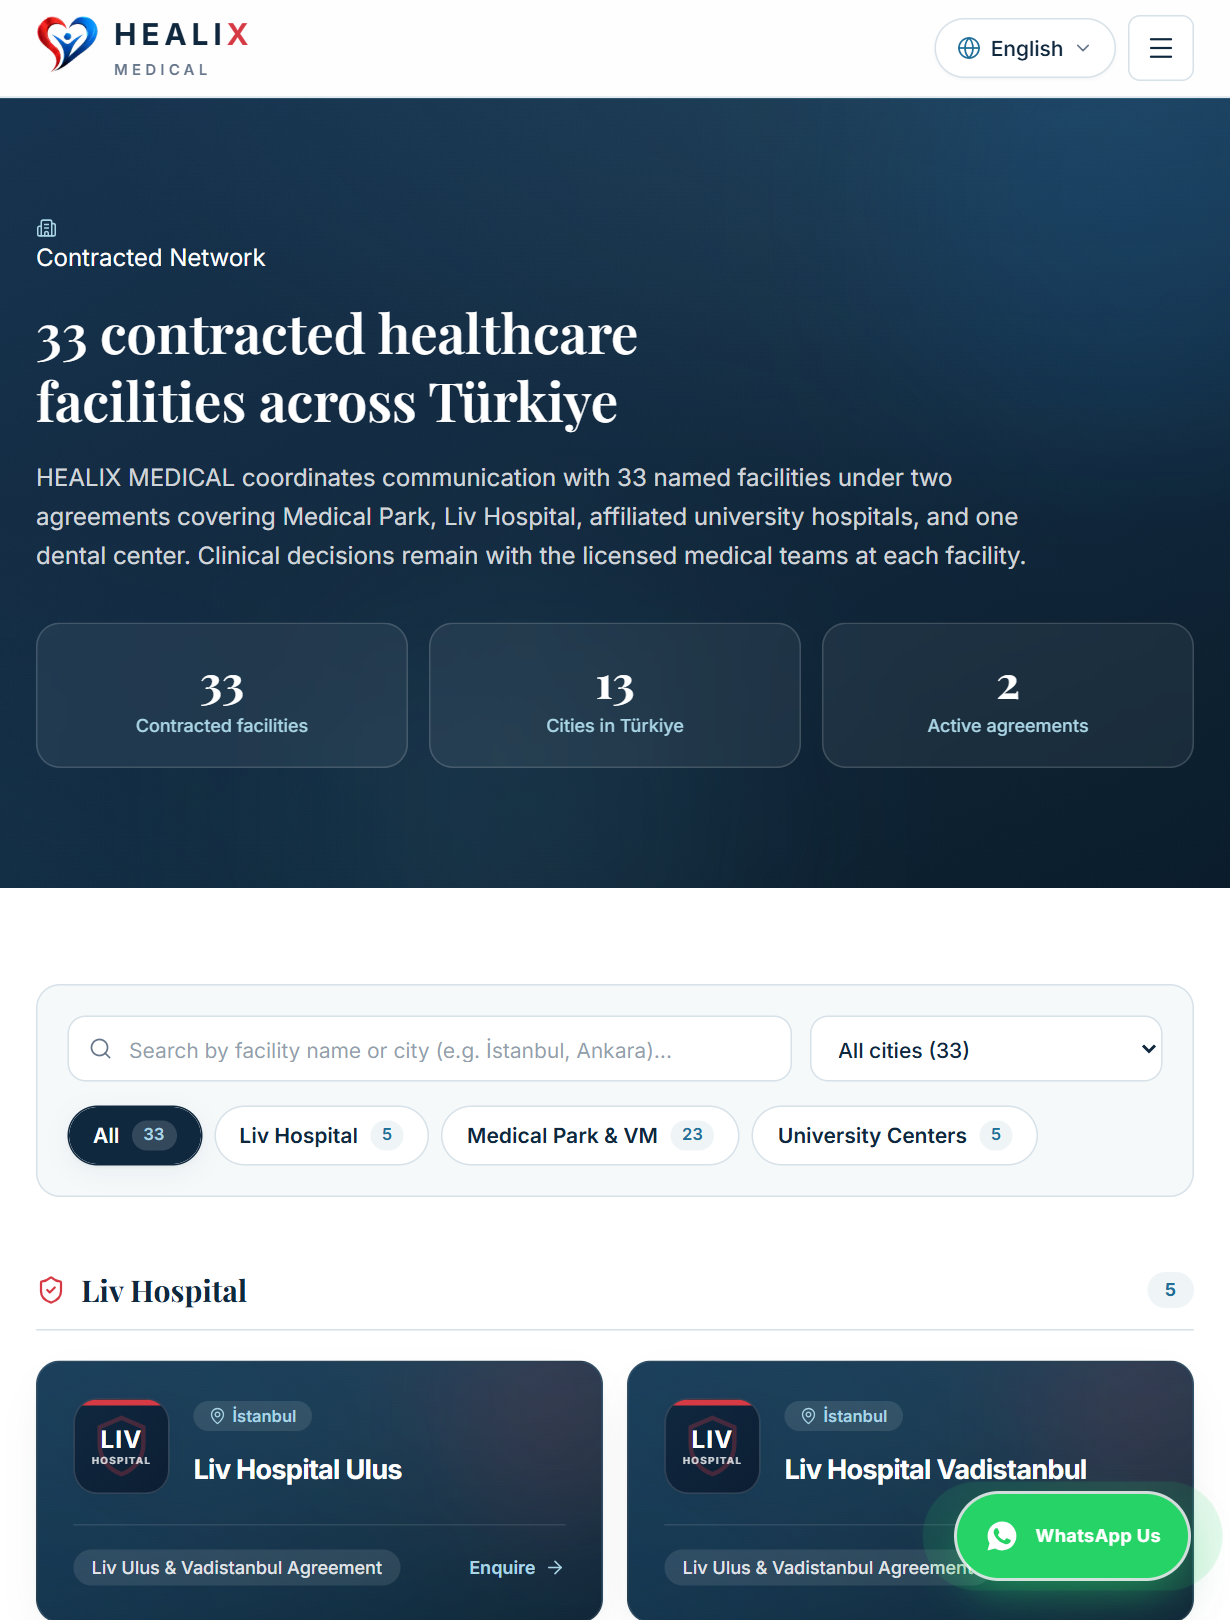 HEALIX
MEDICAL
English
Contracted Network
33 contracted healthcare
facilities across Türkiye
HEALIX MEDICAL coordinates communication with 33 named facilities under two
agreements covering Medical Park, Liv Hospital, affiliated university hospitals, and one
dental center. Clinical decisions remain with the licensed medical teams at each facility.
33
Contracted facilities
13
Cities in Türkiye
2
Active agreements
Search by facility name or city (e.g. İstanbul, Ankara)...
All cities (33)
All 33
Liv Hospital 5
Medical Park & VM 23
University Centers 5
Liv Hospital
5
LIV
HOSPITAL
İstanbul
Liv Hospital Ulus
Liv Ulus & Vadistanbul Agreement
Enquire
LIV
HOSPITAL
İstanbul
Liv Hospital Vadistanbul
Liv Ulus & Vadistanbul Agreement
WhatsApp Us